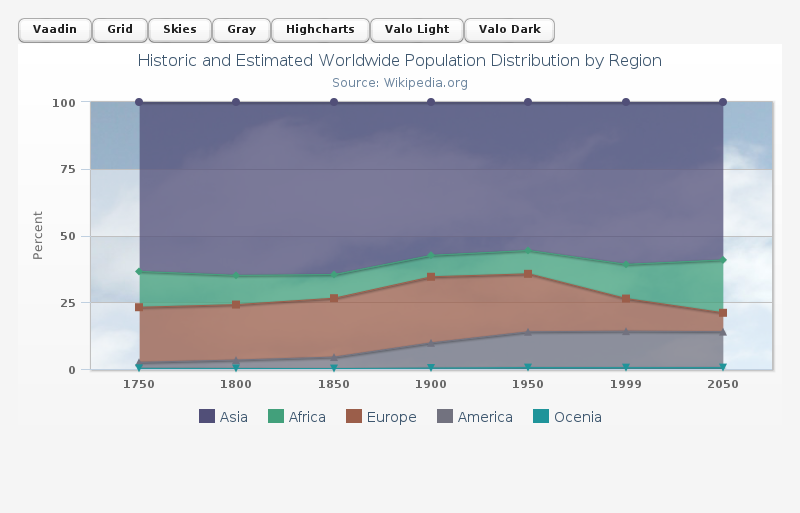 Vaadin Grid Skies Gray Highcharts Valo Light Valo Dark
Historic and Estimated Worldwide Population Distribution by Region
Source: Wikipedia.org
Percent
100
75
50
25
0
1750 1800 1850 1900 1950 1999 2050
Asia Africa Europe America Ocenia